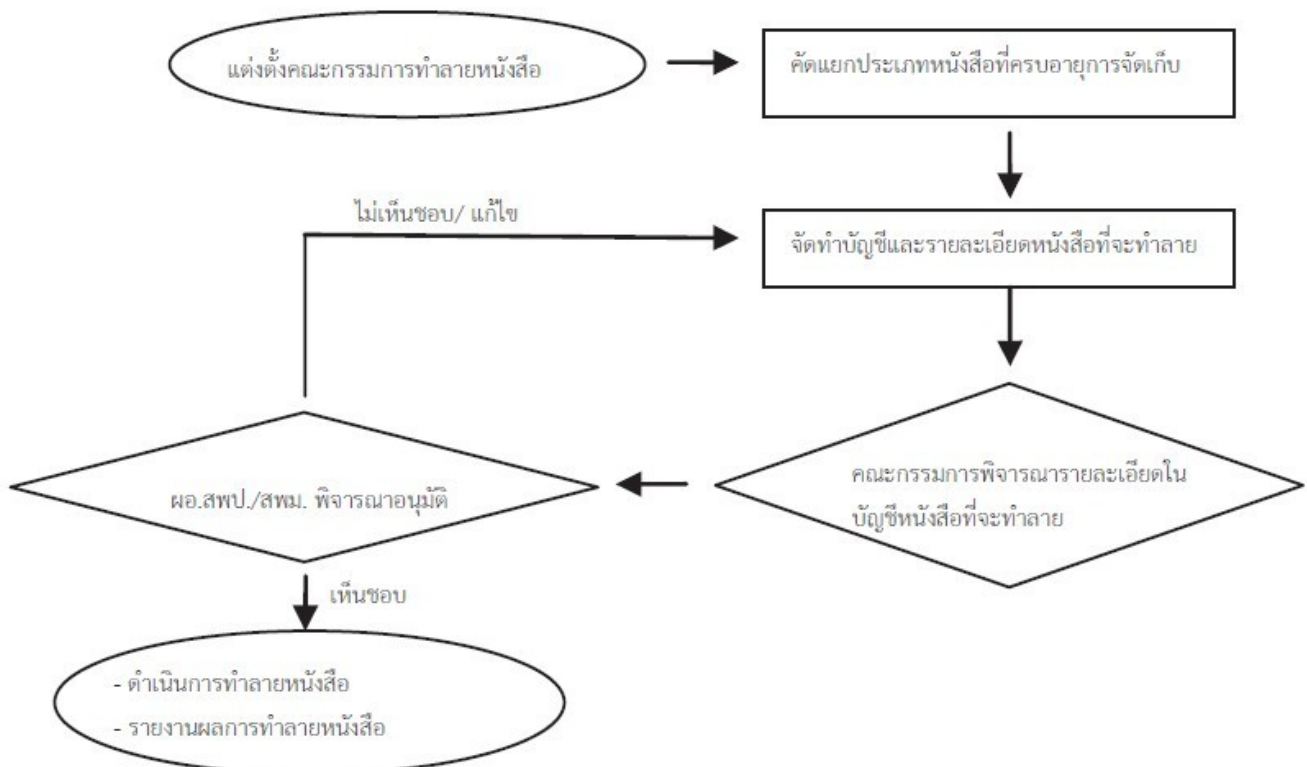 แต่งตั้งคณะกรรมการทำลายหนังสือ
คัดแยกประเภทหนังสือที่ครบอายุการจัดเก็บ
ไม่เห็นชอบ/ แก้ไข
จัดทำบัญชีและรายละเอียดหนังสือที่จะทำลาย
คณะกรรมการพิจารณารายละเอียดใน
บัญชีหนังสือที่จะทำลาย
ผอ.สพป./สพม. พิจารณาอนุมัติ
เห็นชอบ
- ดำเนินการทำลายหนังสือ
- รายงานผลการทำลายหนังสือ